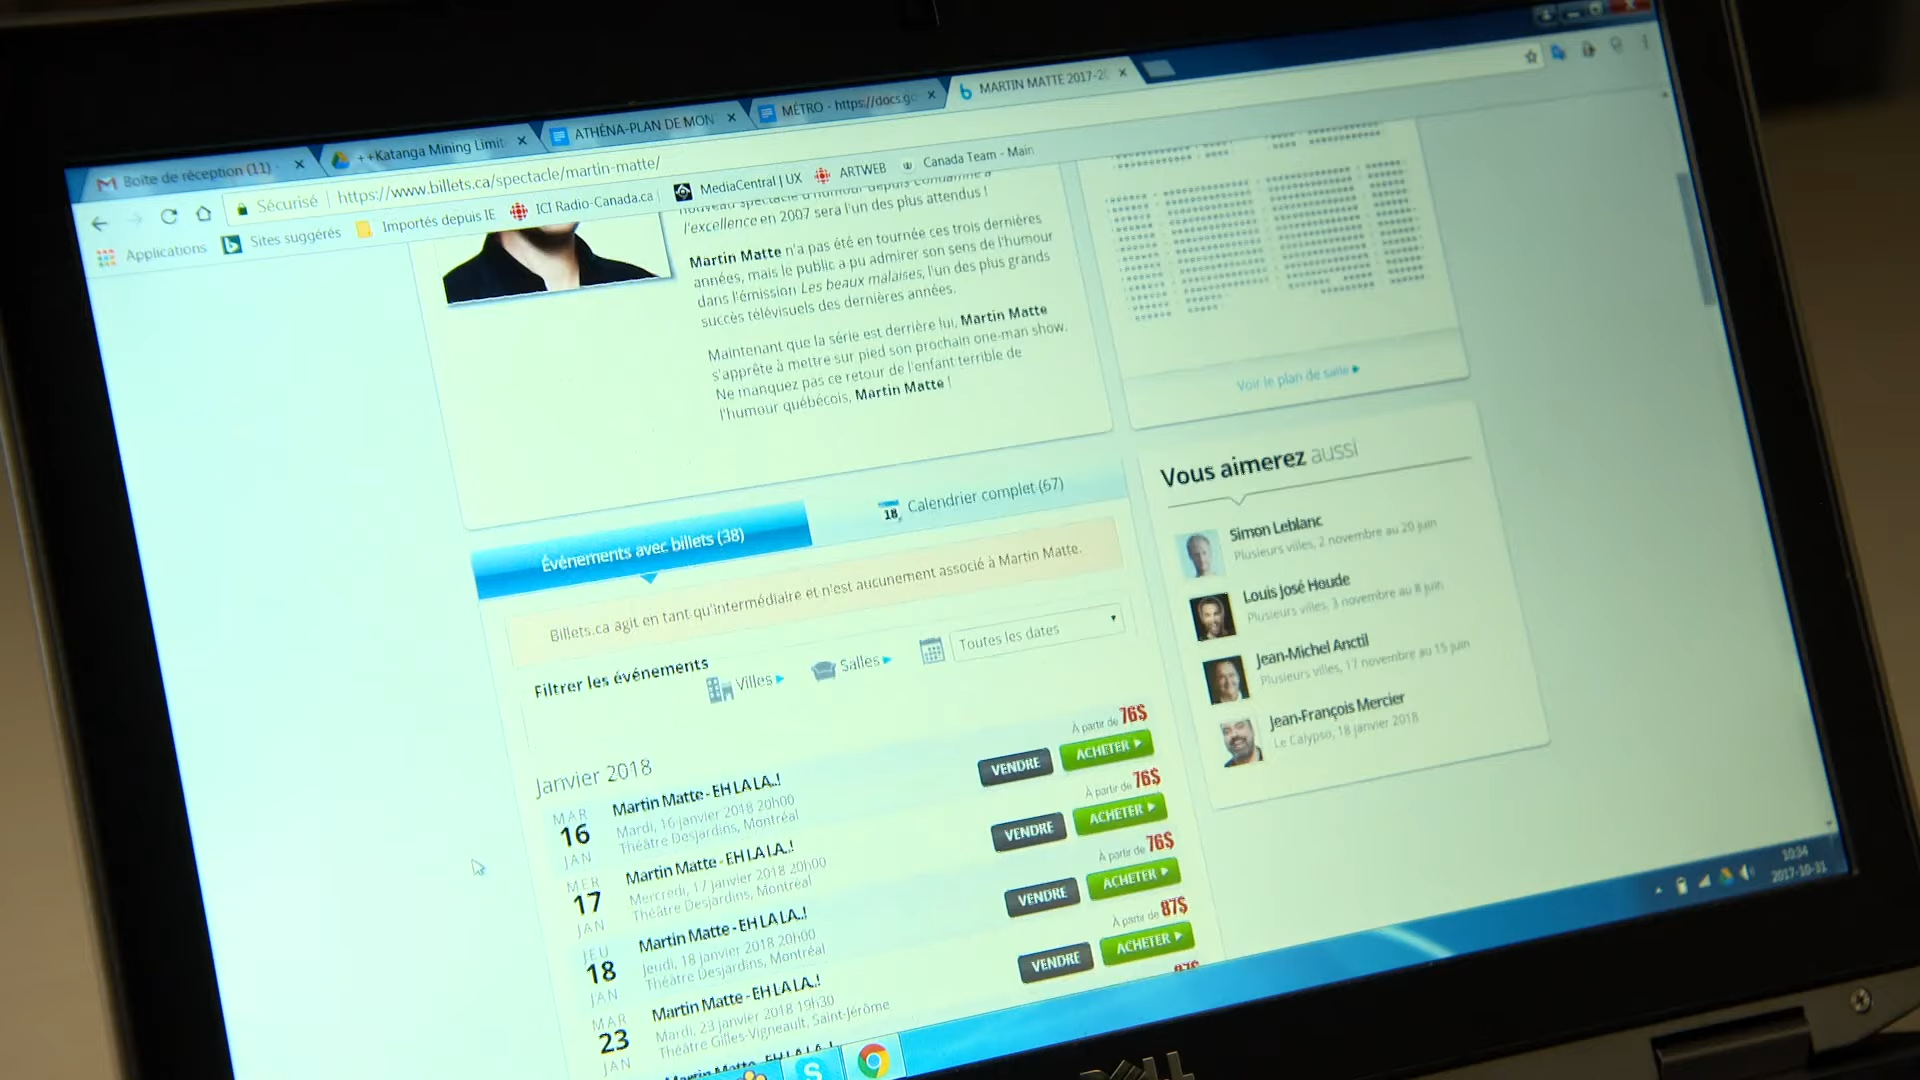 Boîte de réception (11)
++Katanga Mining Limit
ATHÉNA-PLAN DE MON
MÉTRO - https://docs.go
MARTIN MATTE 2017-20
Sécurisé
https://www.billets.ca/spectacle/martin-matte/
Applications
Sites suggérés
Importés depuis IE
ICI Radio-Canada.ca
MediaCentral | UX
ARTWEB
Canada Team - Main
nouveau spectacle d'humour depuis Condamné à
l'excellence en 2007 sera l'un des plus attendus !
Martin Matte n'a pas été en tournée ces trois dernières
années, mais le public a pu admirer son sens de l'humour
dans l'émission Les beaux malaises, l'un des plus grands
succès télévisuels des dernières années.
Maintenant que la série est derrière lui, Martin Matte
s'apprête à mettre sur pied son prochain one-man show.
Ne manquez pas ce retour de l'enfant terrible de
l'humour québécois, Martin Matte !
Voir le plan de salle
Événements avec billets (38)
18
Calendrier complet (67)
Billets.ca agit en tant qu'intermédiaire et n'est aucunement associé à Martin Matte.
Filtrer les événements
Villes
Salles
Toutes les dates
Janvier 2018
MAR
16
JAN
Martin Matte - EH LA LA..!
Mardi, 16 janvier 2018 20h00
Théâtre Desjardins, Montréal
VENDRE
À partir de 76$
ACHETER
MER
17
JAN
Martin Matte - EH LA LA..!
Mercredi, 17 janvier 2018 20h00
Théâtre Desjardins, Montréal
VENDRE
À partir de 76$
ACHETER
JEU
18
JAN
Martin Matte - EH LA LA..!
Jeudi, 18 janvier 2018 20h00
Théâtre Desjardins, Montréal
VENDRE
À partir de 76$
ACHETER
MAR
23
JAN
Martin Matte - EH LA LA..!
Mardi, 23 janvier 2018 19h30
Théâtre Gilles-Vigneault, Saint-Jérôme
VENDRE
À partir de 87$
ACHETER
Martin Matte - EH LA LA..!
87$
Vous aimerez aussi
Simon Leblanc
Plusieurs villes, 2 novembre au 20 juin
Louis José Houde
Plusieurs villes, 3 novembre au 8 juin
Jean-Michel Anctil
Plusieurs villes, 17 novembre au 15 juin
Jean-François Mercier
Le Calypso, 18 janvier 2018
10:34
2017-10-31
DELL